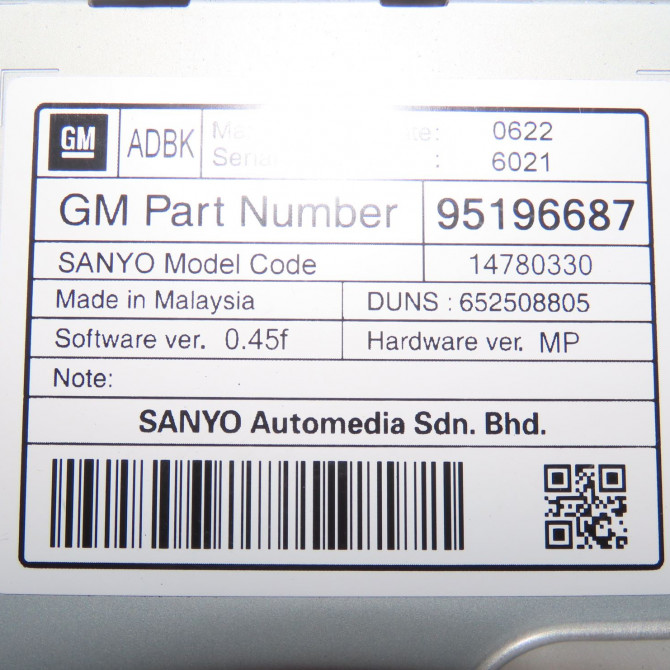 GM ADBK 0622
6021
GM Part Number 95196687
SANYO Model Code 14780330
Made in Malaysia DUNS : 652508805
Software ver. 0.45f Hardware ver. MP
Note:
SANYO Automedia Sdn. Bhd.